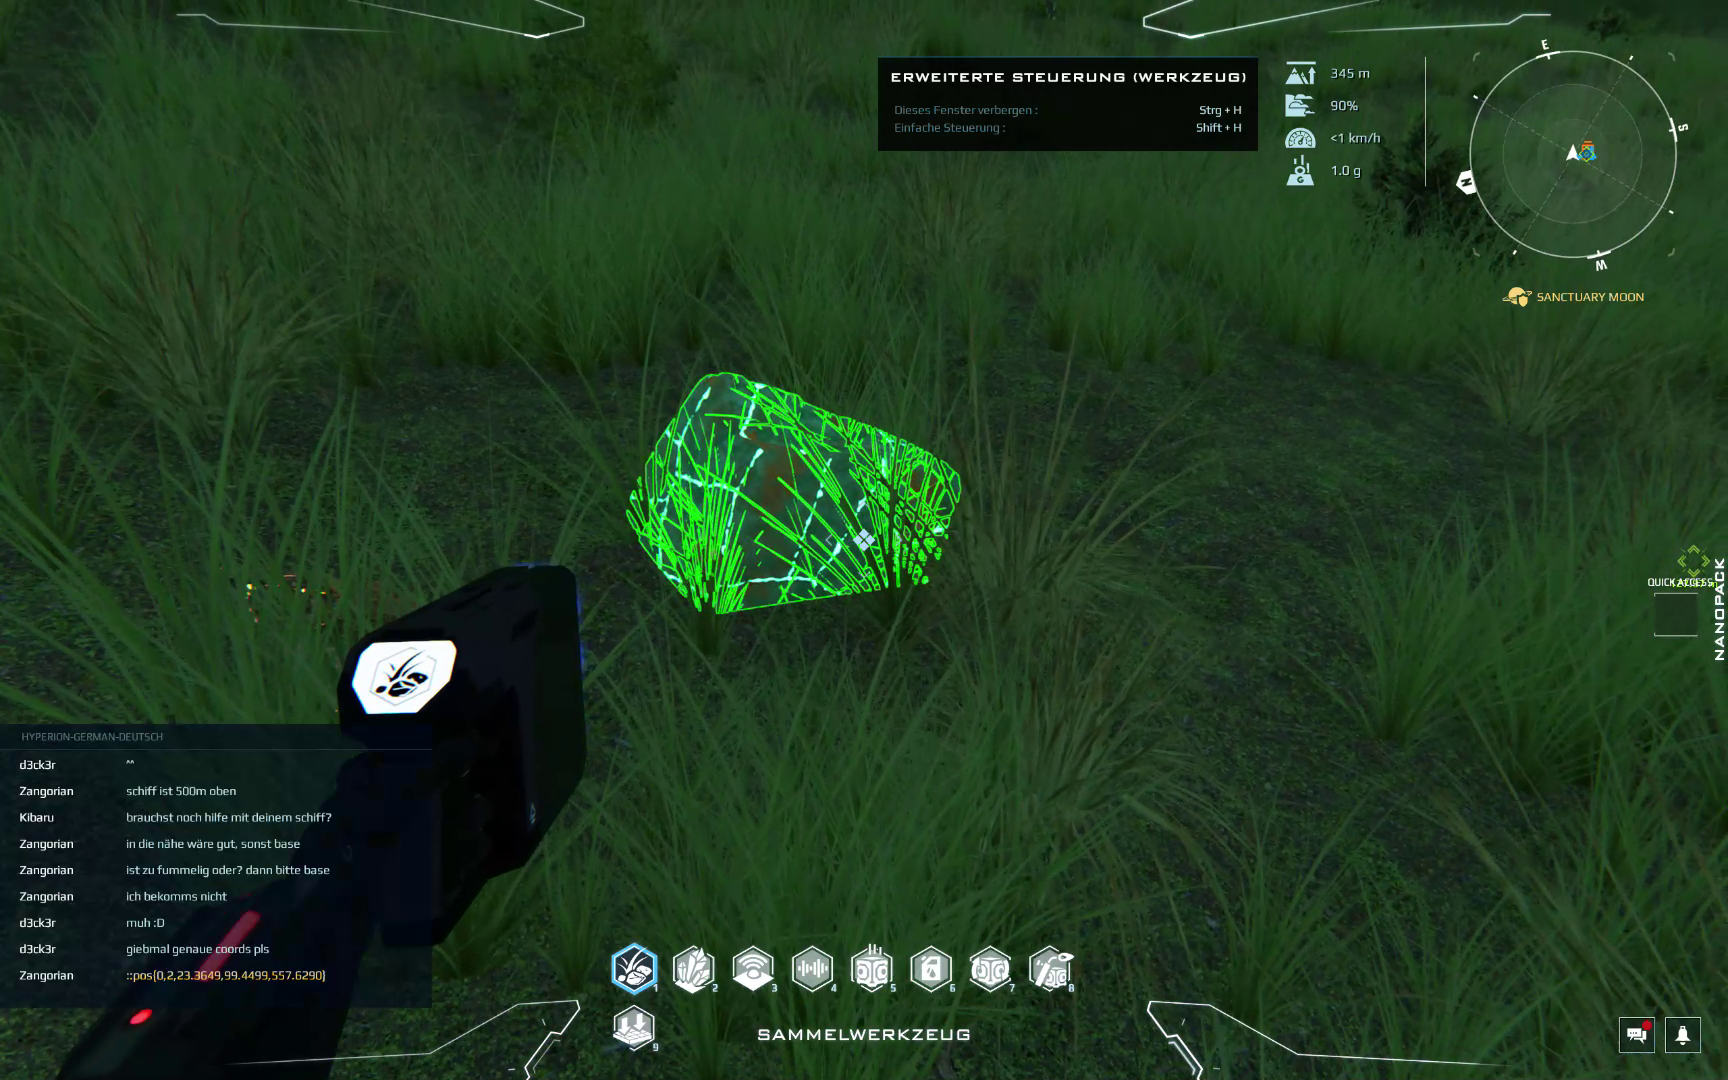 ERWEITERTE STEUERUNG (WERKZEUG)
Dieses Fenster verbergen : Strg + H
Einfache Steuerung : Shift + H
345 m
90%
<1 km/h
1.0 g
G
E
S
N
W
SANCTUARY MOON
QUICK ACCESS
NANOPACK
HYPERION-GERMAN-DEUTSCH
d3ck3r ^^
Zangorian schiff ist 500m oben
Kibaru brauchst noch hilfe mit deinem schiff?
Zangorian in die nähe wäre gut, sonst base
Zangorian ist zu fummelig oder? dann bitte base
Zangorian ich bekomms nicht
d3ck3r muh :D
d3ck3r giebmal genaue coords pls
Zangorian ::pos{0,2,23.3649,99.4499,557.6290}
1 2 3 4 5 6 7 8
9
SAMMELWERKZEUG